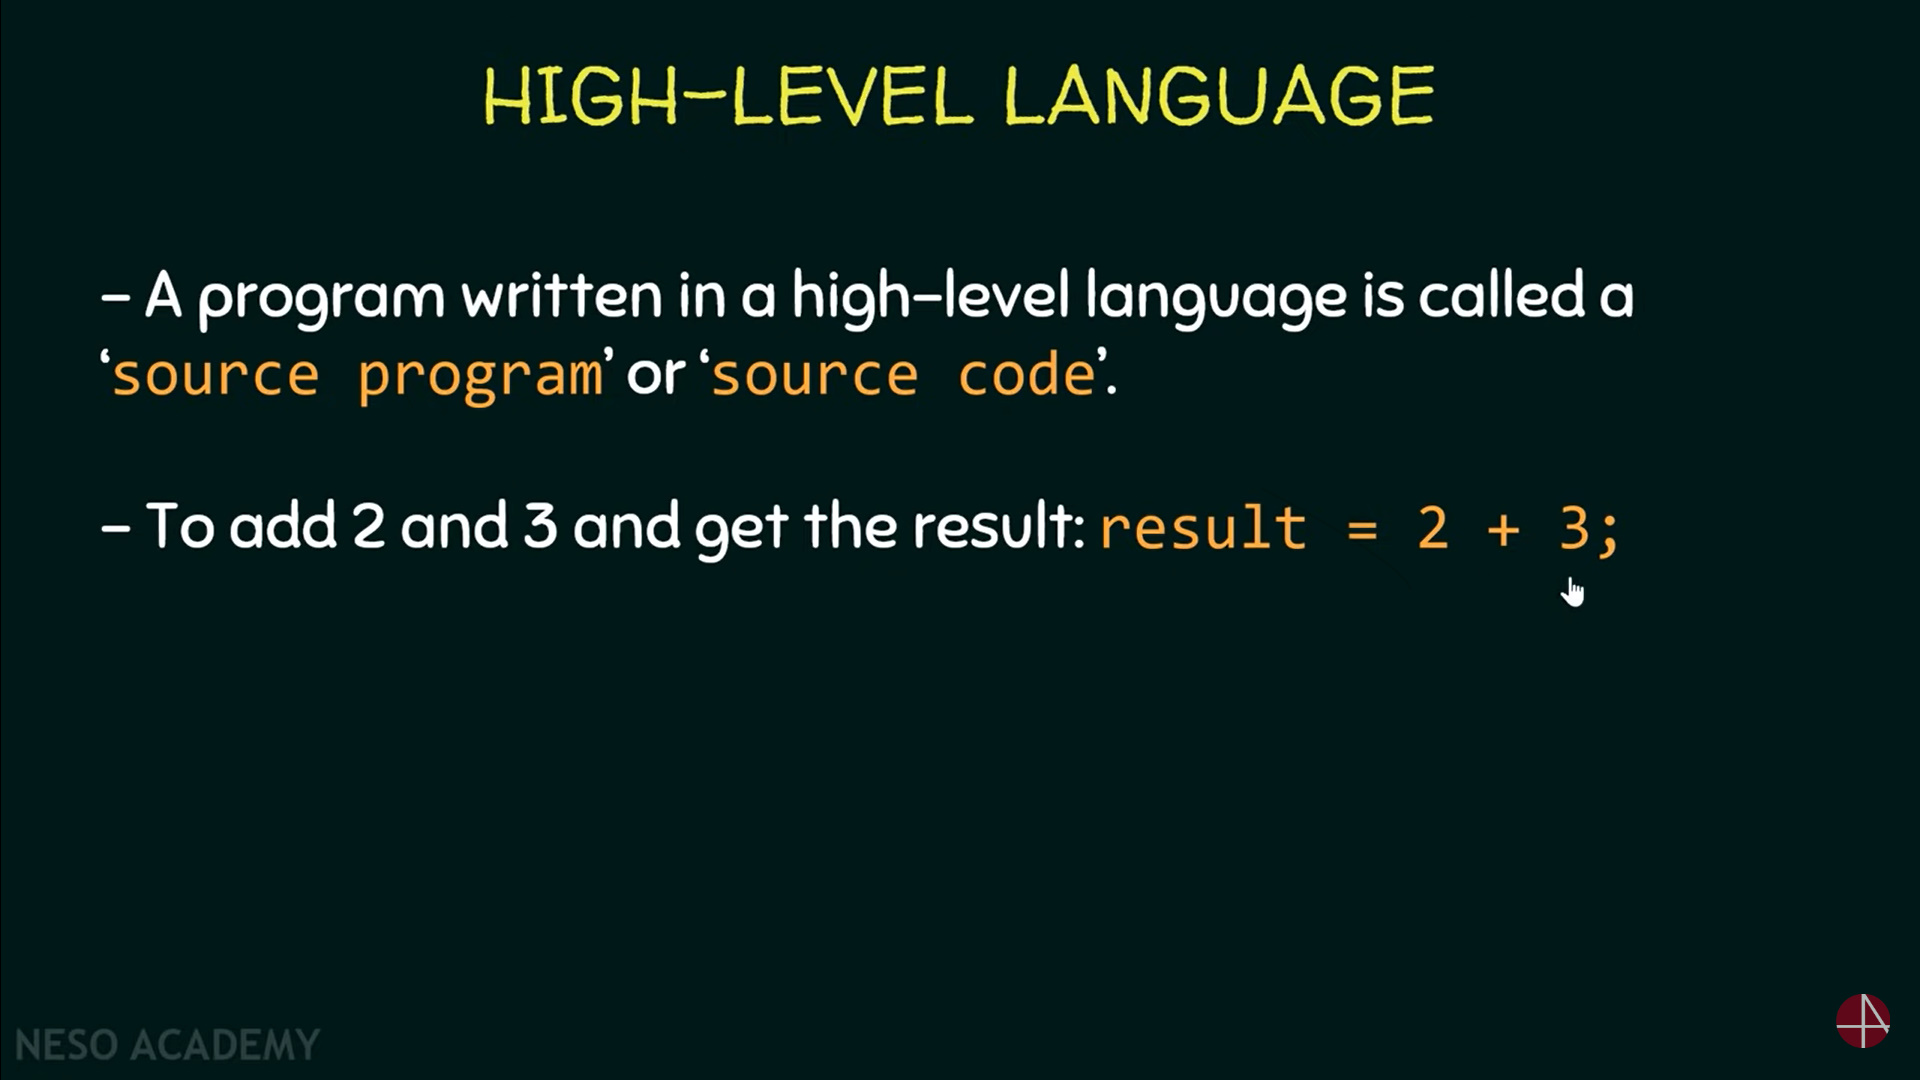 HIGH-LEVEL LANGUAGE
– A program written in a high-level language is called a
‘source program’ or ‘source code’.
– To add 2 and 3 and get the result: result = 2 + 3;
NESO ACADEMY